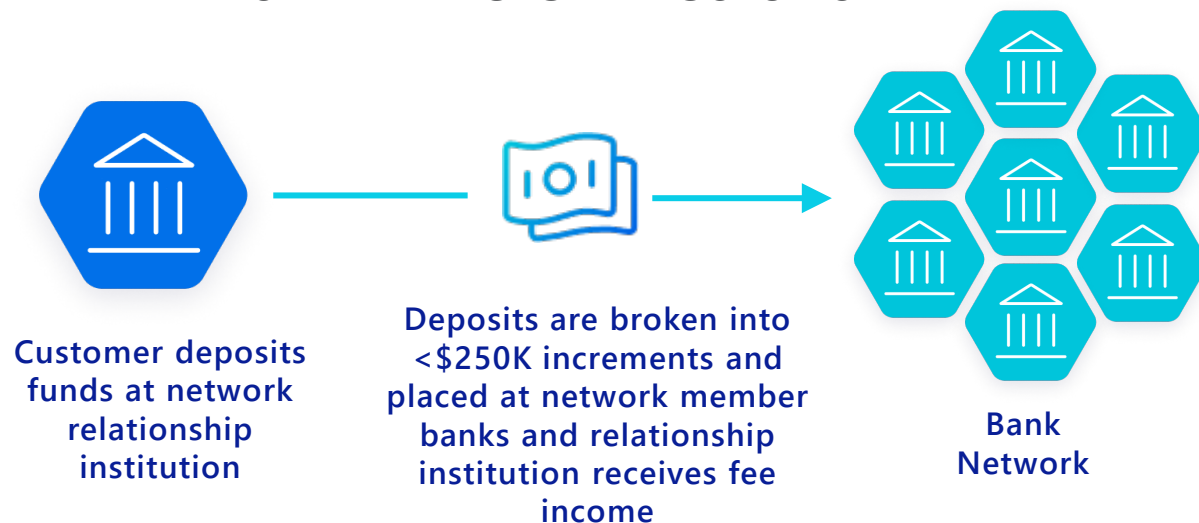 Customer deposits
funds at network
relationship
institution
Deposits are broken into
<$250K increments and
placed at network member
banks and relationship
institution receives fee
income
Bank
Network